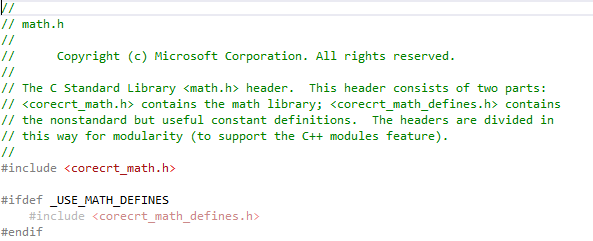 //
// math.h
//
//      Copyright (c) Microsoft Corporation. All rights reserved.
//
// The C Standard Library <math.h> header.  This header consists of two parts:
// <corecrt_math.h> contains the math library; <corecrt_math_defines.h> contains
// the nonstandard but useful constant definitions.  The headers are divided in
// this way for modularity (to support the C++ modules feature).
//
#include <corecrt_math.h>

#ifdef _USE_MATH_DEFINES
    #include <corecrt_math_defines.h>
#endif